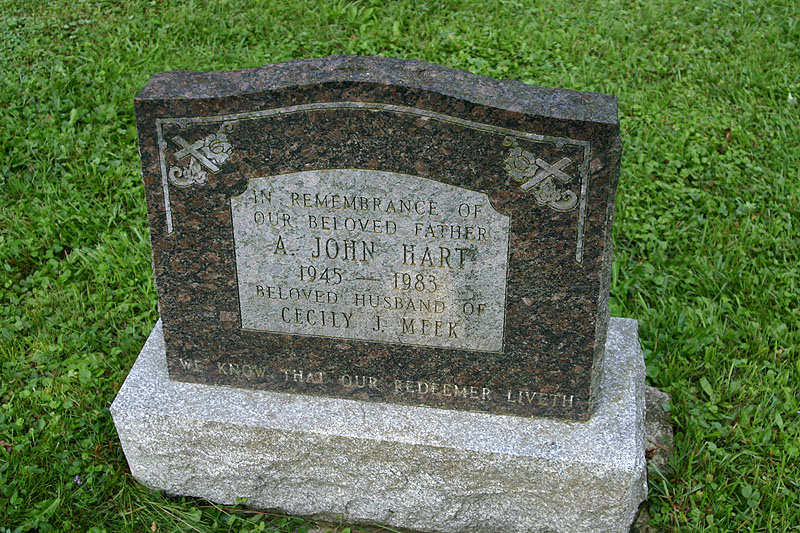 IN REMEMBRANCE OF
OUR BELOVED FATHER
A. JOHN HART
1945 — 1983
BELOVED HUSBAND OF
CECILY J. MEEK
WE KNOW THAT OUR REDEEMER LIVETH